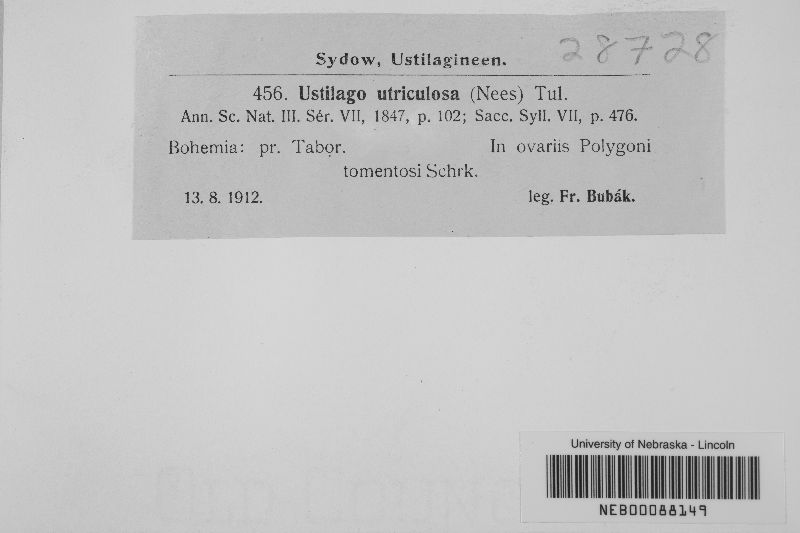 Sydow, Ustilagineen.
28728
456. Ustilago utriculosa (Nees) Tul.
Ann. Sc. Nat. III. Sér. VII, 1847, p. 102; Sacc. Syll. VII, p. 476.
Bohemia: pr. Tabor. In ovariis Polygoni
tomentosi Schrk.
13. 8. 1912. leg. Fr. Bubák.
University of Nebraska - Lincoln
NEB00088149